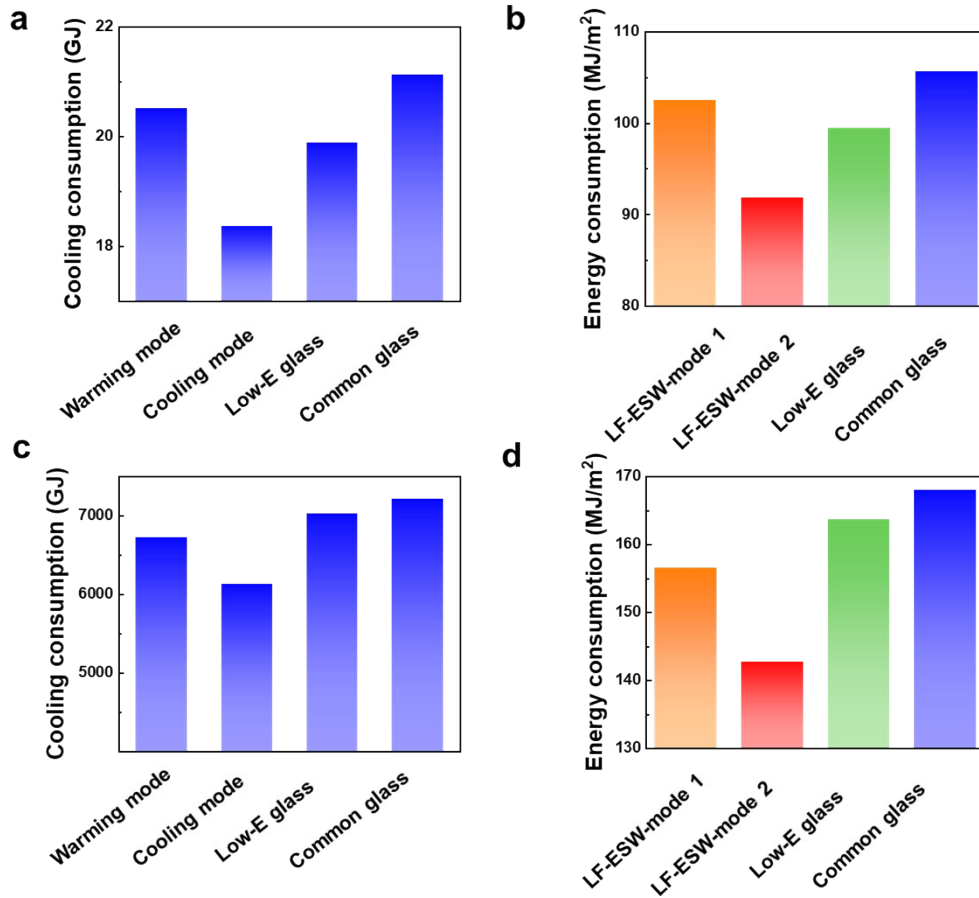 a
Cooling consumption (GJ)
22
20
18
Warming mode
Cooling mode
Low-E glass
Common glass
b
Energy consumption (MJ/m²)
110
100
90
80
LF-ESW-mode 1
LF-ESW-mode 2
Low-E glass
Common glass
c
Cooling consumption (GJ)
7000
6000
5000
Warming mode
Cooling mode
Low-E glass
Common glass
d
Energy consumption (MJ/m²)
170
160
150
140
130
LF-ESW-mode 1
LF-ESW-mode 2
Low-E glass
Common glass